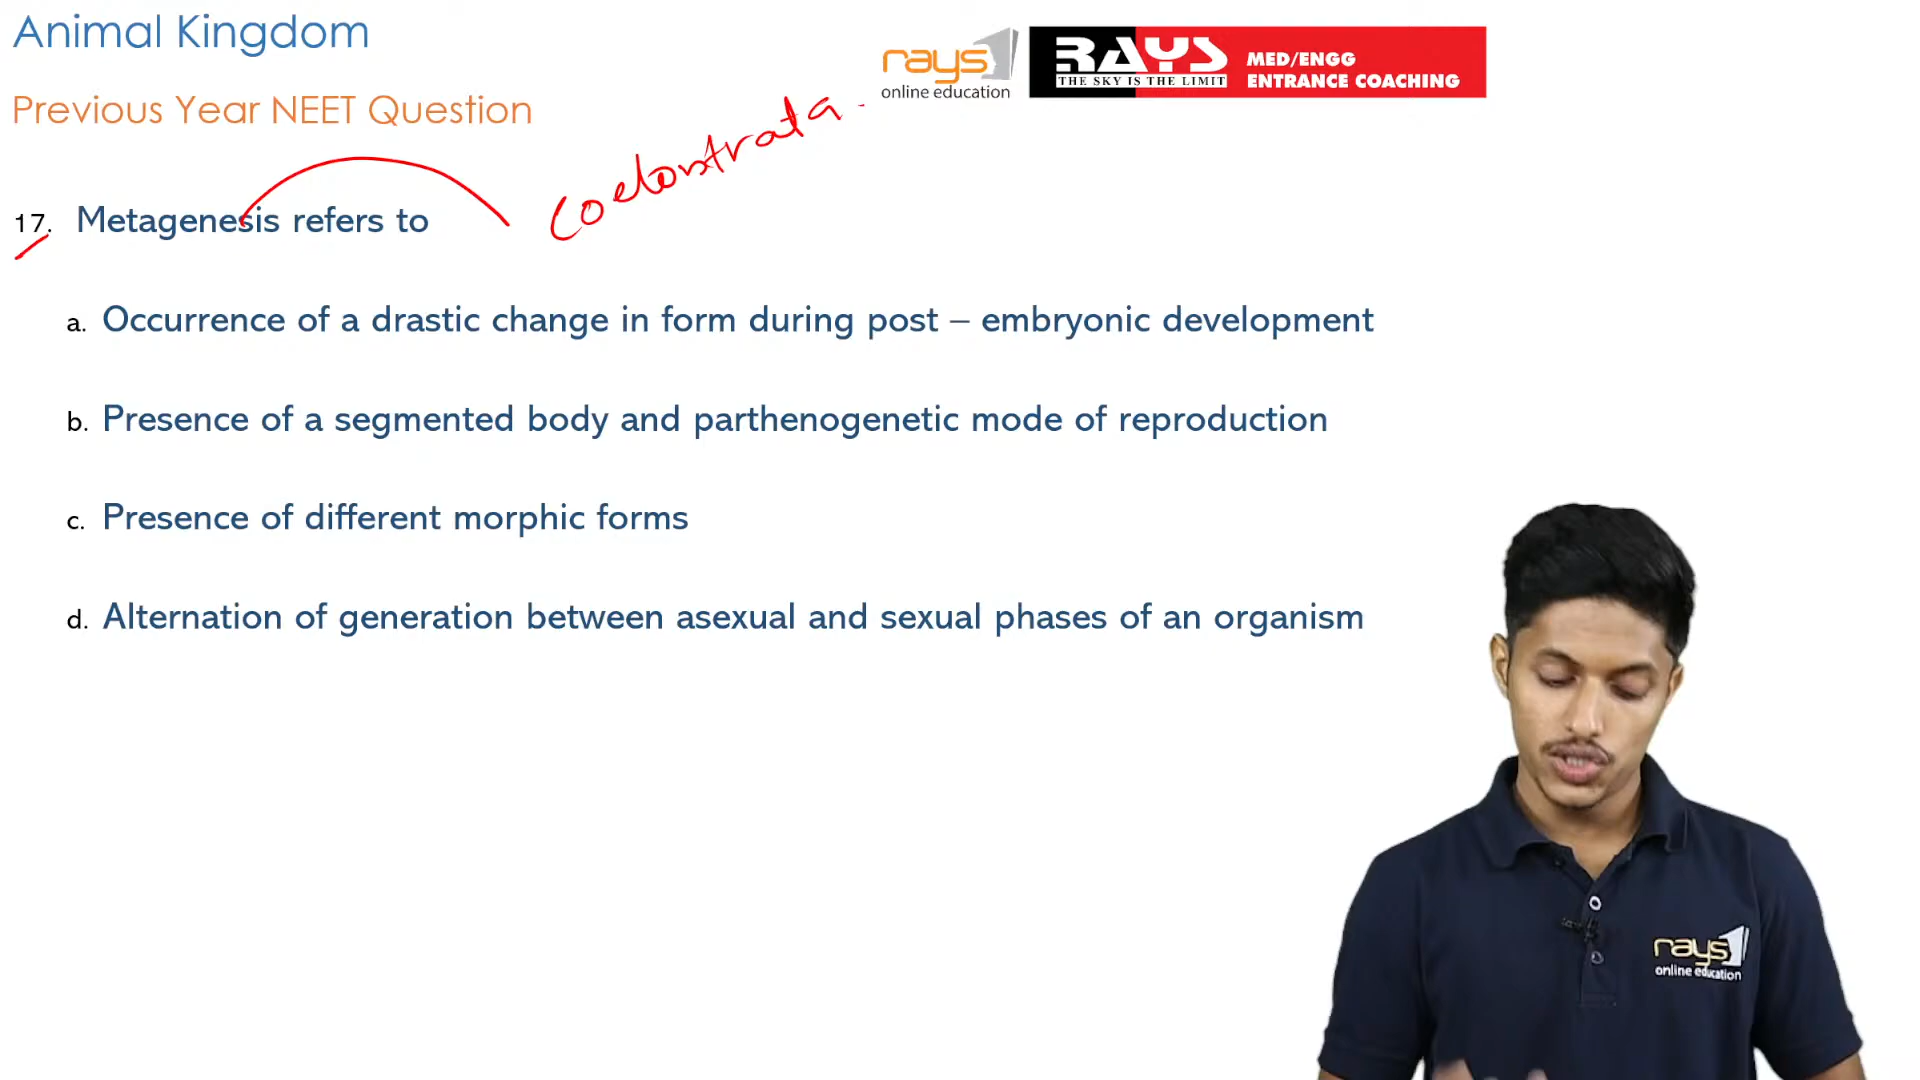 Animal Kingdom
rays
online education
RAYS
THE SKY IS THE LIMIT
MED/ENGG
ENTRANCE COACHING
Previous Year NEET Question
17. Metagenesis refers to
a. Occurrence of a drastic change in form during post – embryonic development
b. Presence of a segmented body and parthenogenetic mode of reproduction
c. Presence of different morphic forms
d. Alternation of generation between asexual and sexual phases of an organism
rays
online education